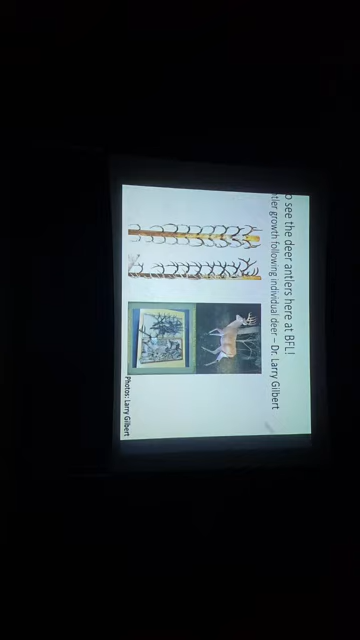 o see the deer antlers here at BFL!
tler growth following individual deer – Dr. Larry Gilbert
Photos: Larry Gilbert